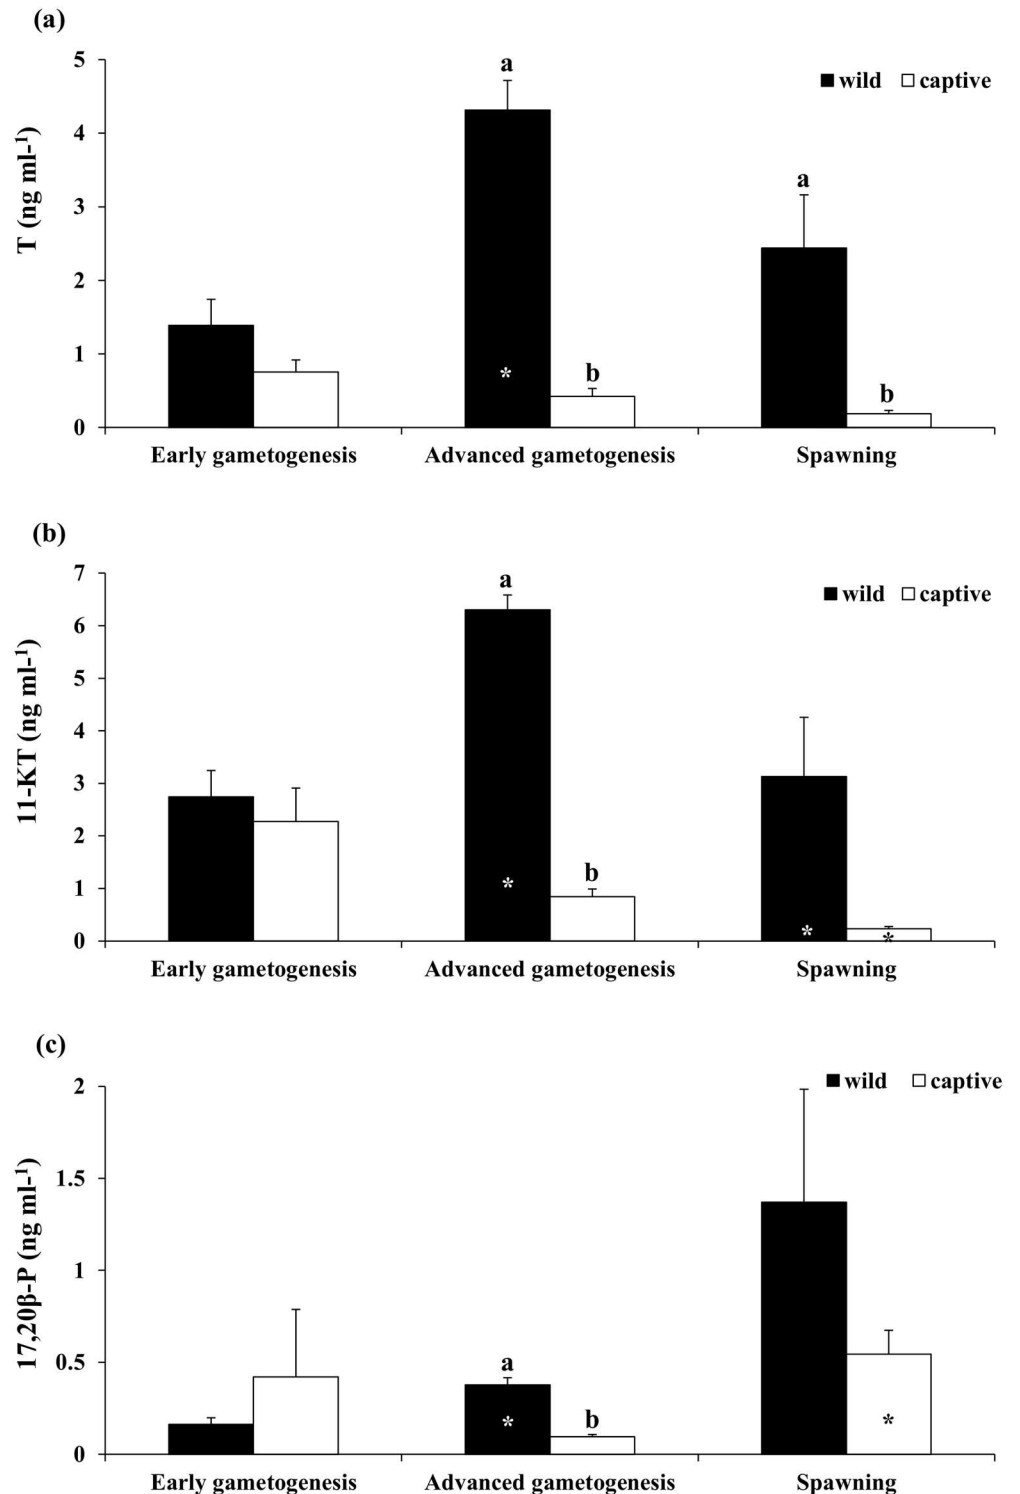 (a)
5
a
wild captive
4
T (ng ml-1)
3
a
2
1
*
b
b
0
Early gametogenesis Advanced gametogenesis Spawning
(b)
7
a
wild captive
6
11-KT (ng ml-1)
5
4
3
2
1
*
b
*
*
0
Early gametogenesis Advanced gametogenesis Spawning
(c)
2
wild captive
17,20β-P (ng ml-1)
1.5
1
0.5
a
*
b
*
0
Early gametogenesis Advanced gametogenesis Spawning